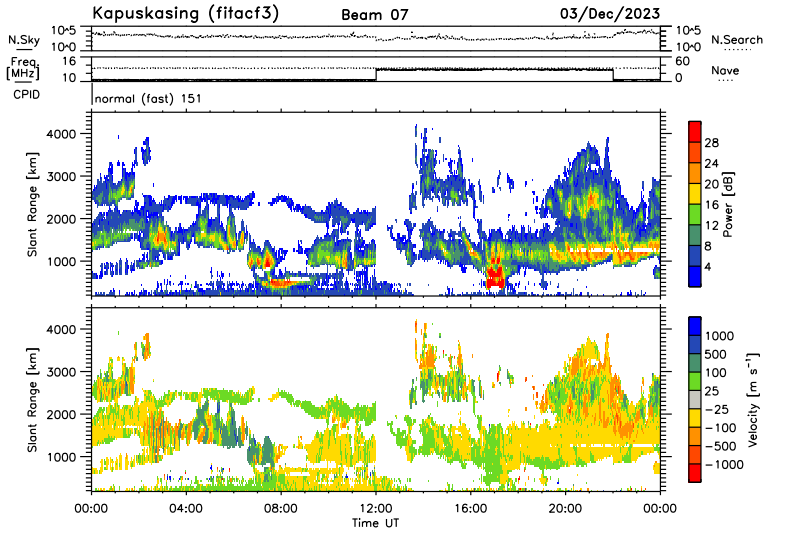 Kapuskasing (fitacf3) Beam 07 03/Dec/2023
N.Sky 10^5 10^0 10^5 10^0 N.Search
Freq. [MHz] 16 10 60 0 Nave
CPID normal (fast) 151
Slant Range [km] 4000 3000 2000 1000
Power [dB] 28 24 20 16 12 8 4
Slant Range [km] 4000 3000 2000 1000
Velocity [m s⁻¹] 1000 500 100 25 −25 −100 −500 −1000
00:00 04:00 08:00 12:00 16:00 20:00 00:00
Time UT